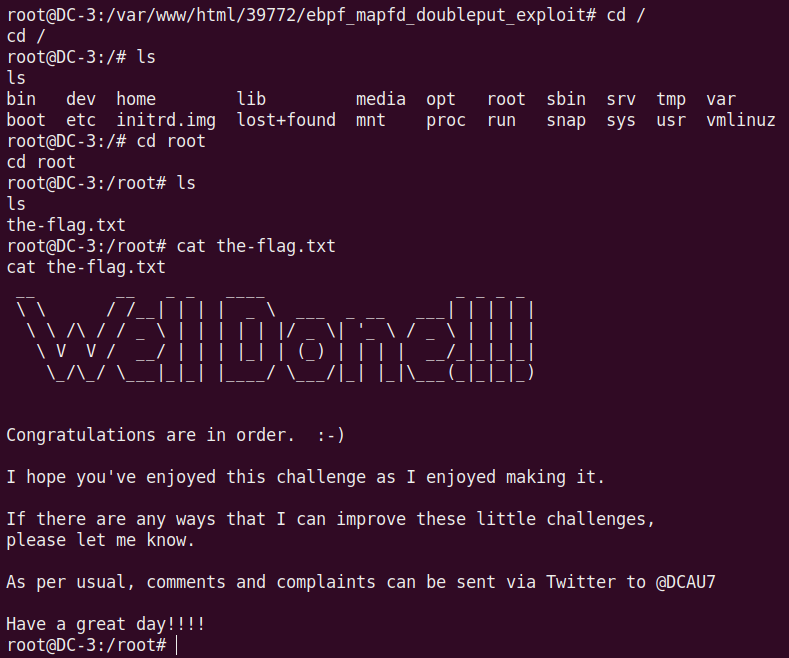 root@DC-3:/var/www/html/39772/ebpf_mapfd_doubleput_exploit# cd /
cd /
root@DC-3:/# ls
ls
bin   dev  home        lib         media  opt   root  sbin  srv  tmp  var
boot  etc  initrd.img  lost+found  mnt    proc  run   snap  sys  usr  vmlinuz
root@DC-3:/# cd root
cd root
root@DC-3:/root# ls
ls
the-flag.txt
root@DC-3:/root# cat the-flag.txt
cat the-flag.txt
 __        __   _ _   ____                   _ _ _ _ 
 \ \      / /__| | | |  _ \  ___  _ __   ___| | | | |
  \ \ /\ / / _ \ | | | | | |/ _ \| '_ \ / _ \ | | | |
   \ V  V /  __/ | | | |_| | (_) | | | |  __/_|_|_|_|
    \_/\_/ \___|_|_| |____/ \___/|_| |_|\___(_|_|_|_)
Congratulations are in order.  :-)
I hope you've enjoyed this challenge as I enjoyed making it.
If there are any ways that I can improve these little challenges,
please let me know.
As per usual, comments and complaints can be sent via Twitter to @DCAU7
Have a great day!!!!
root@DC-3:/root#